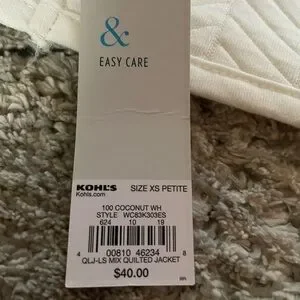 &
EASY CARE
KOHL'S SIZE XS PETITE
Kohls.com
100 COCONUT WH
STYLE WC83K303ES
624 10 19
4 00810 46234 8
QLJ-LS MIX QUILTED JACKET
$40.00